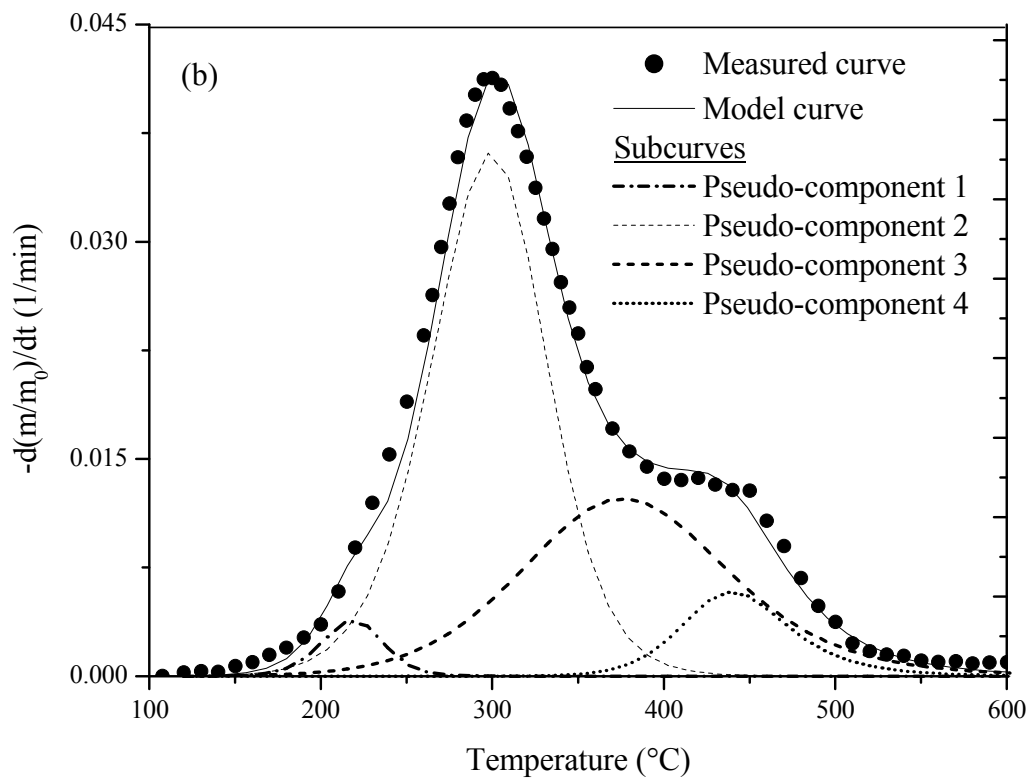 0.045
(b)
Measured curve
Model curve
Subcurves
Pseudo-component 1
Pseudo-component 2
Pseudo-component 3
Pseudo-component 4
0.030
0.015
0.000
-d(m/m0)/dt (1/min)
100 200 300 400 500 600
Temperature (°C)